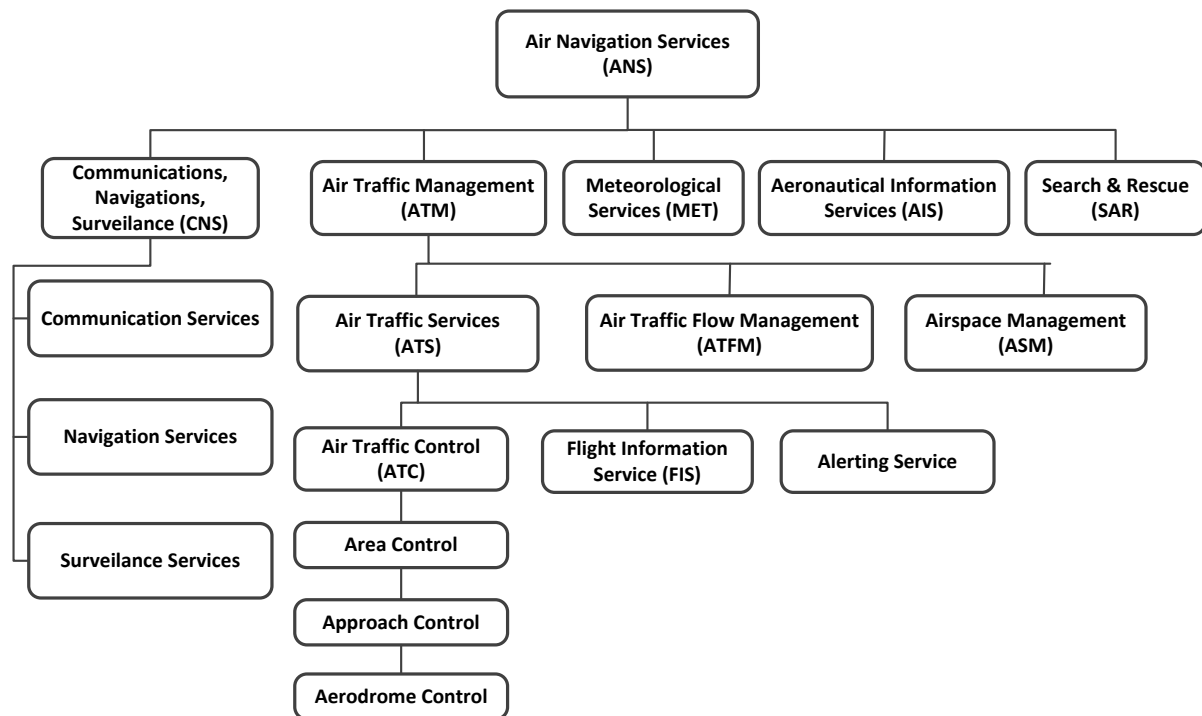 Air Navigation Services
(ANS)
Communications,
Navigations,
Surveilance (CNS)
Air Traffic Management
(ATM)
Meteorological
Services (MET)
Aeronautical Information
Services (AIS)
Search & Rescue
(SAR)
Communication Services
Navigation Services
Surveilance Services
Air Traffic Services
(ATS)
Air Traffic Flow Management
(ATFM)
Airspace Management
(ASM)
Air Traffic Control
(ATC)
Flight Information
Service (FIS)
Alerting Service
Area Control
Approach Control
Aerodrome Control